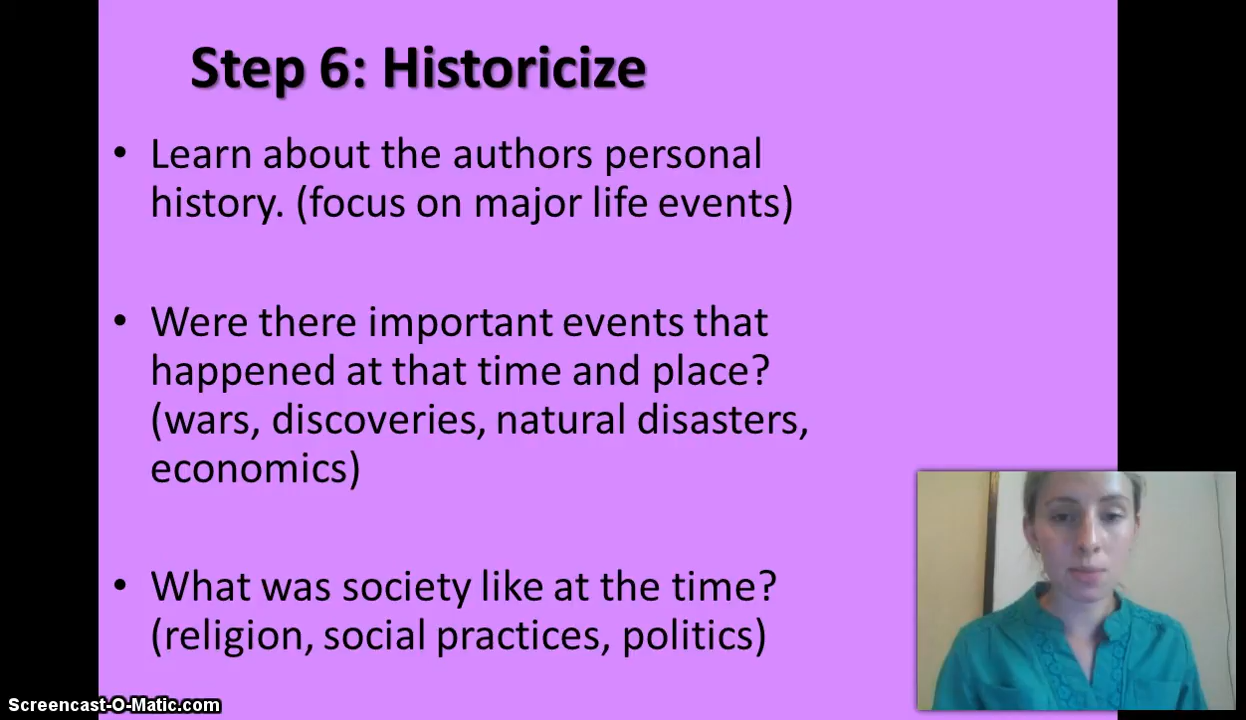 Step 6: Historicize
• Learn about the authors personal
history. (focus on major life events)
• Were there important events that
happened at that time and place?
(wars, discoveries, natural disasters,
economics)
• What was society like at the time?
(religion, social practices, politics)
Screencast-O-Matic.com